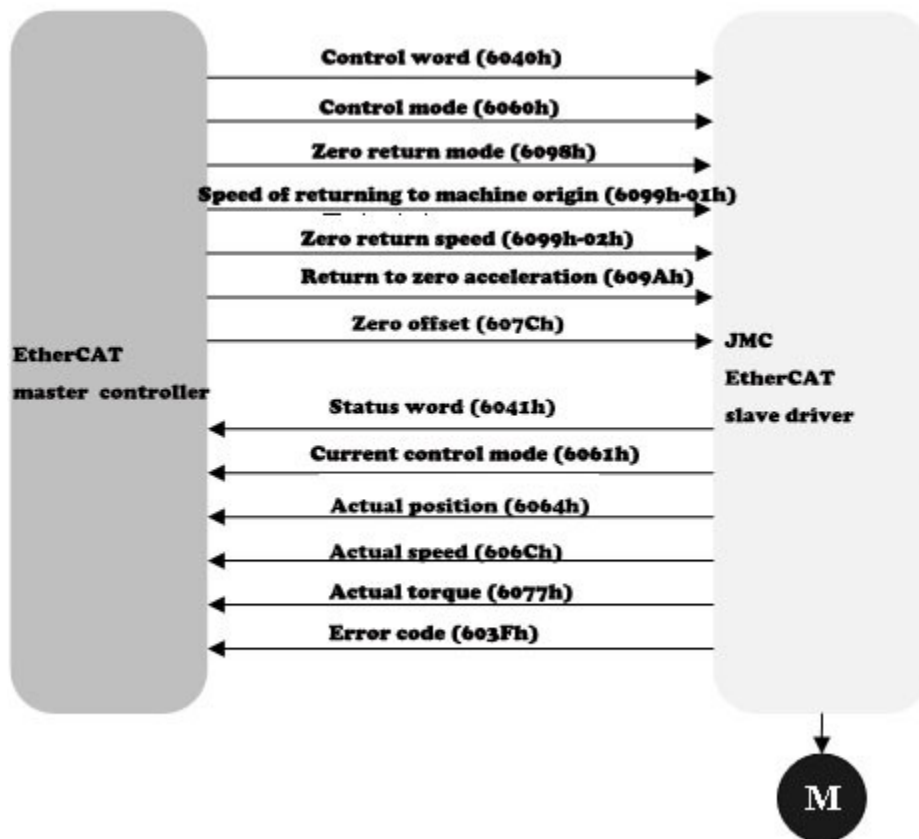 Control word (6040h)
Control mode (6060h)
Zero return mode (6098h)
Speed of returning to machine origin (6099h-01h)
Zero return speed (6099h-02h)
Return to zero acceleration (609Ah)
Zero offset (607Ch)
EtherCAT
master controller
JMC
EtherCAT
slave driver
Status word (6041h)
Current control mode (6061h)
Actual position (6064h)
Actual speed (606Ch)
Actual torque (6077h)
Error code (603Fh)
M